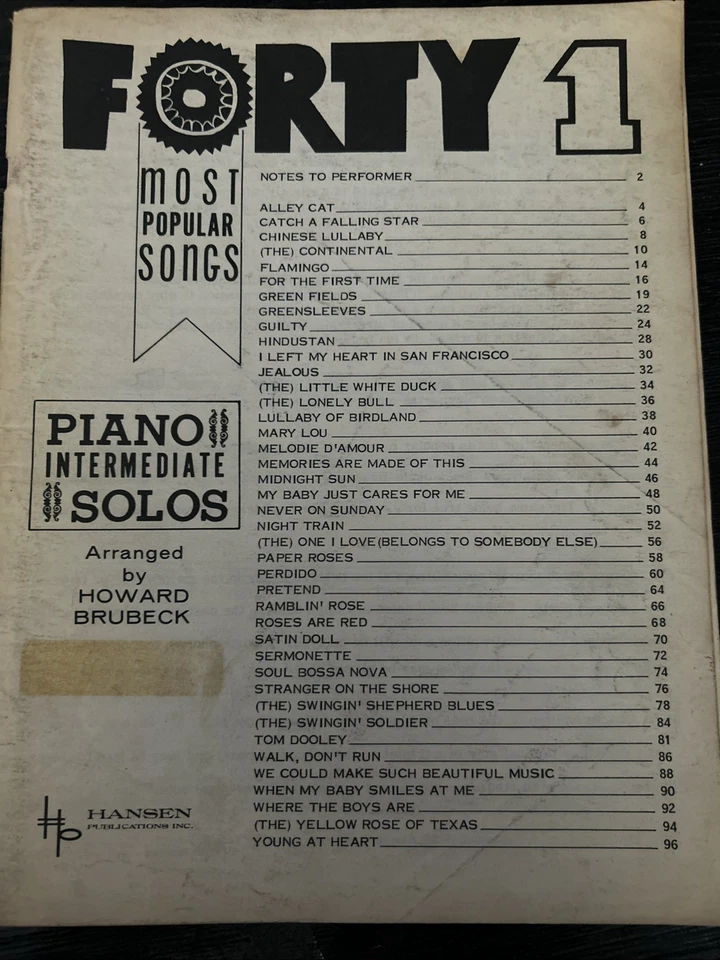 FORTY 1
MOST
POPULAR
SONGS
NOTES TO PERFORMER 2
ALLEY CAT 4
CATCH A FALLING STAR 6
CHINESE LULLABY 8
(THE) CONTINENTAL 10
FLAMINGO 14
FOR THE FIRST TIME 16
GREEN FIELDS 19
GREENSLEEVES 22
GUILTY 24
HINDUSTAN 28
I LEFT MY HEART IN SAN FRANCISCO 30
JEALOUS 32
(THE) LITTLE WHITE DUCK 34
(THE) LONELY BULL 36
LULLABY OF BIRDLAND 38
MARY LOU 40
MELODIE D'AMOUR 42
MEMORIES ARE MADE OF THIS 44
MIDNIGHT SUN 46
MY BABY JUST CARES FOR ME 48
NEVER ON SUNDAY 50
NIGHT TRAIN 52
(THE) ONE I LOVE (BELONGS TO SOMEBODY ELSE) 56
PAPER ROSES 58
PERDIDO 60
PRETEND 64
RAMBLIN' ROSE 66
ROSES ARE RED 68
SATIN DOLL 70
SERMONETTE 72
SOUL BOSSA NOVA 74
STRANGER ON THE SHORE 76
(THE) SWINGIN' SHEPHERD BLUES 78
(THE) SWINGIN' SOLDIER 84
TOM DOOLEY 81
WALK, DON'T RUN 86
WE COULD MAKE SUCH BEAUTIFUL MUSIC 88
WHEN MY BABY SMILES AT ME 90
WHERE THE BOYS ARE 92
(THE) YELLOW ROSE OF TEXAS 94
YOUNG AT HEART 96
PIANO
INTERMEDIATE
SOLOS
Arranged
by
HOWARD
BRUBECK
HP HANSEN
PUBLICATIONS INC.